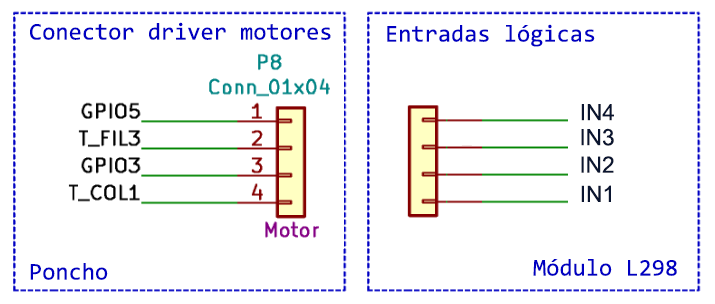 Conector driver motores
P8
Conn_01x04
GPIO5 1
T_FIL3 2
GPIO3 3
T_COL1 4
Motor
Poncho
Entradas lógicas
IN4
IN3
IN2
IN1
Módulo L298